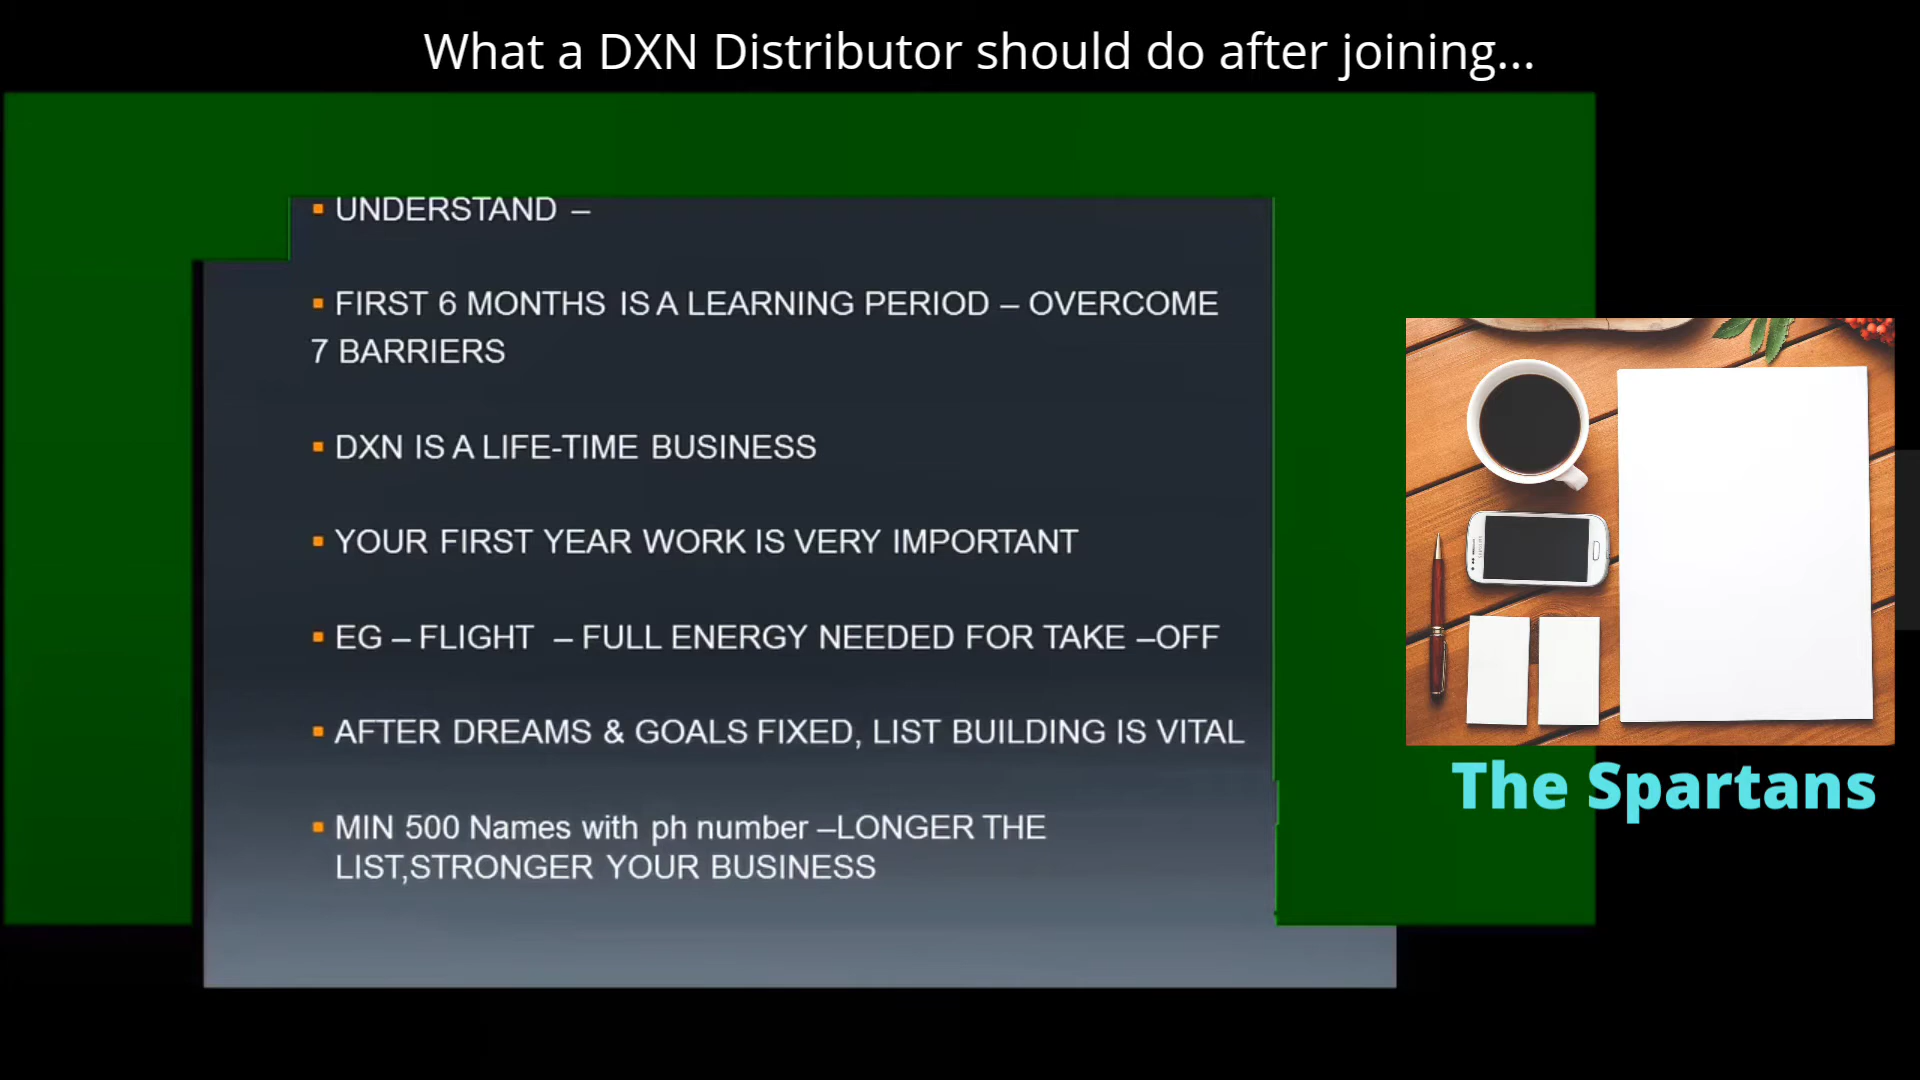 What a DXN Distributor should do after joining...
▪ UNDERSTAND –
▪ FIRST 6 MONTHS IS A LEARNING PERIOD – OVERCOME
7 BARRIERS
▪ DXN IS A LIFE-TIME BUSINESS
▪ YOUR FIRST YEAR WORK IS VERY IMPORTANT
▪ EG – FLIGHT – FULL ENERGY NEEDED FOR TAKE –OFF
▪ AFTER DREAMS & GOALS FIXED, LIST BUILDING IS VITAL
▪ MIN 500 Names with ph number –LONGER THE
LIST,STRONGER YOUR BUSINESS
The Spartans